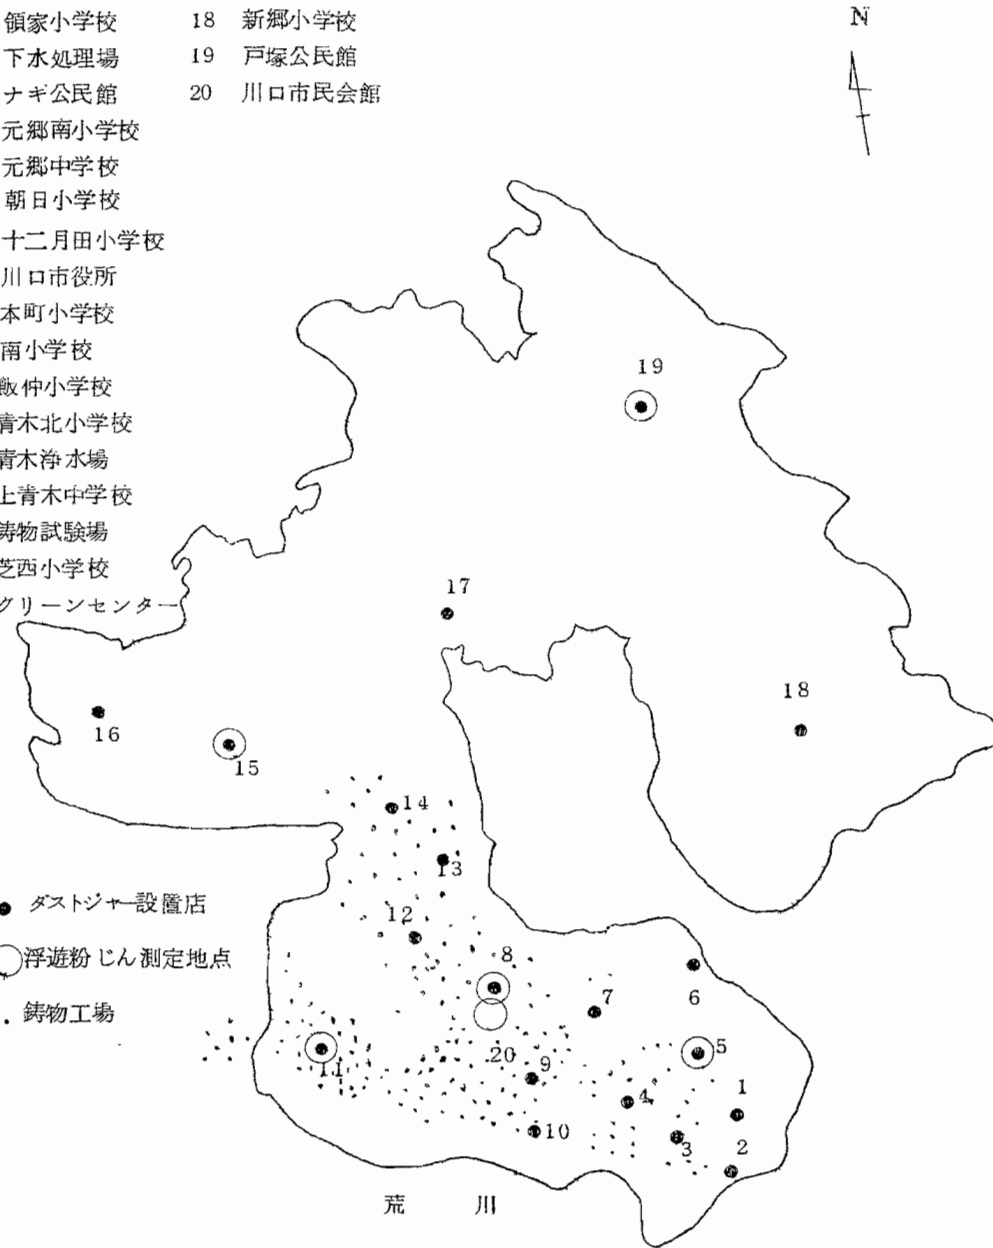 領家小学校
下水処理場
ナギ公民館
元郷南小学校
元郷中学校
朝日小学校
十二月田小学校
川口市役所
本町小学校
南小学校
飯仲小学校
青木北小学校
青木浄水場
上青木中学校
鋳物試験場
芝西小学校
グリーンセンター
18 新郷小学校
19 戸塚公民館
20 川口市民会館
N
19
17
18
16
15
14
13
12
8
7
6
5
11
20
9
4
1
10
3
2
ダストジャー設置店
浮遊粉じん測定地点
鋳物工場
荒川